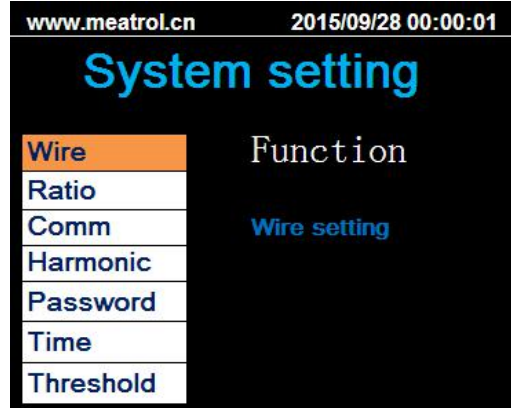 www.meatrol.cn 2015/09/28 00:00:01
System setting
Wire
Ratio
Comm
Harmonic
Password
Time
Threshold
Function
Wire setting